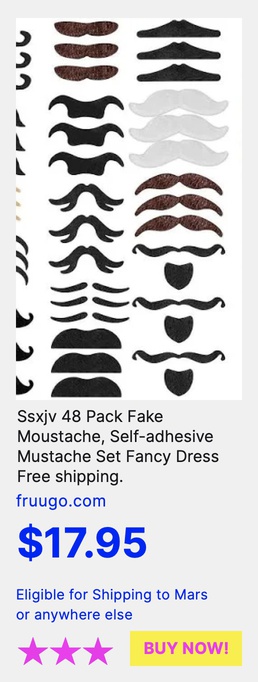 Ssxjv 48 Pack Fake
Moustache, Self-adhesive
Mustache Set Fancy Dress
Free shipping.
fruugo.com
$17.95
Eligible for Shipping to Mars
or anywhere else
BUY NOW!